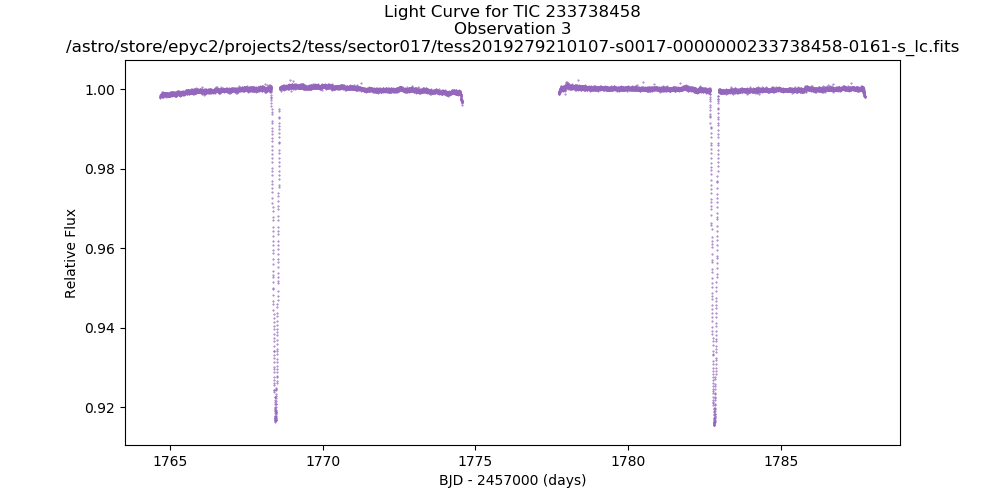 Light Curve for TIC 233738458
Observation 3
/astro/store/epyc2/projects2/tess/sector017/tess2019279210107-s0017-0000000233738458-0161-s_lc.fits
1.00
0.98
0.96
0.94
0.92
Relative Flux
1765
1770
1775
1780
1785
BJD - 2457000 (days)